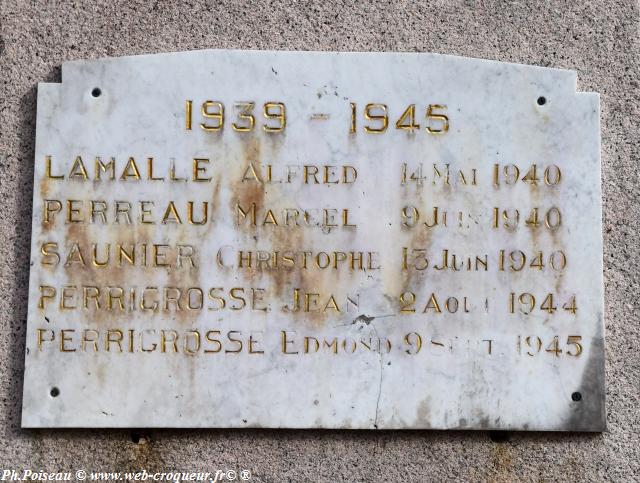 1939 - 1945
LAMALLE ALFRED 14 MAI 1940
PERREAU MARCEL 9 JUIN 1940
SAUNIER CHRISTOPHE 13 JUIN 1940
PERRIGROSSE JEAN 2 AOUT 1944
PERRIGROSSE EDMOND 9 SEPT. 1945
Ph Poiseau © www.web-croqueur.fr ©®